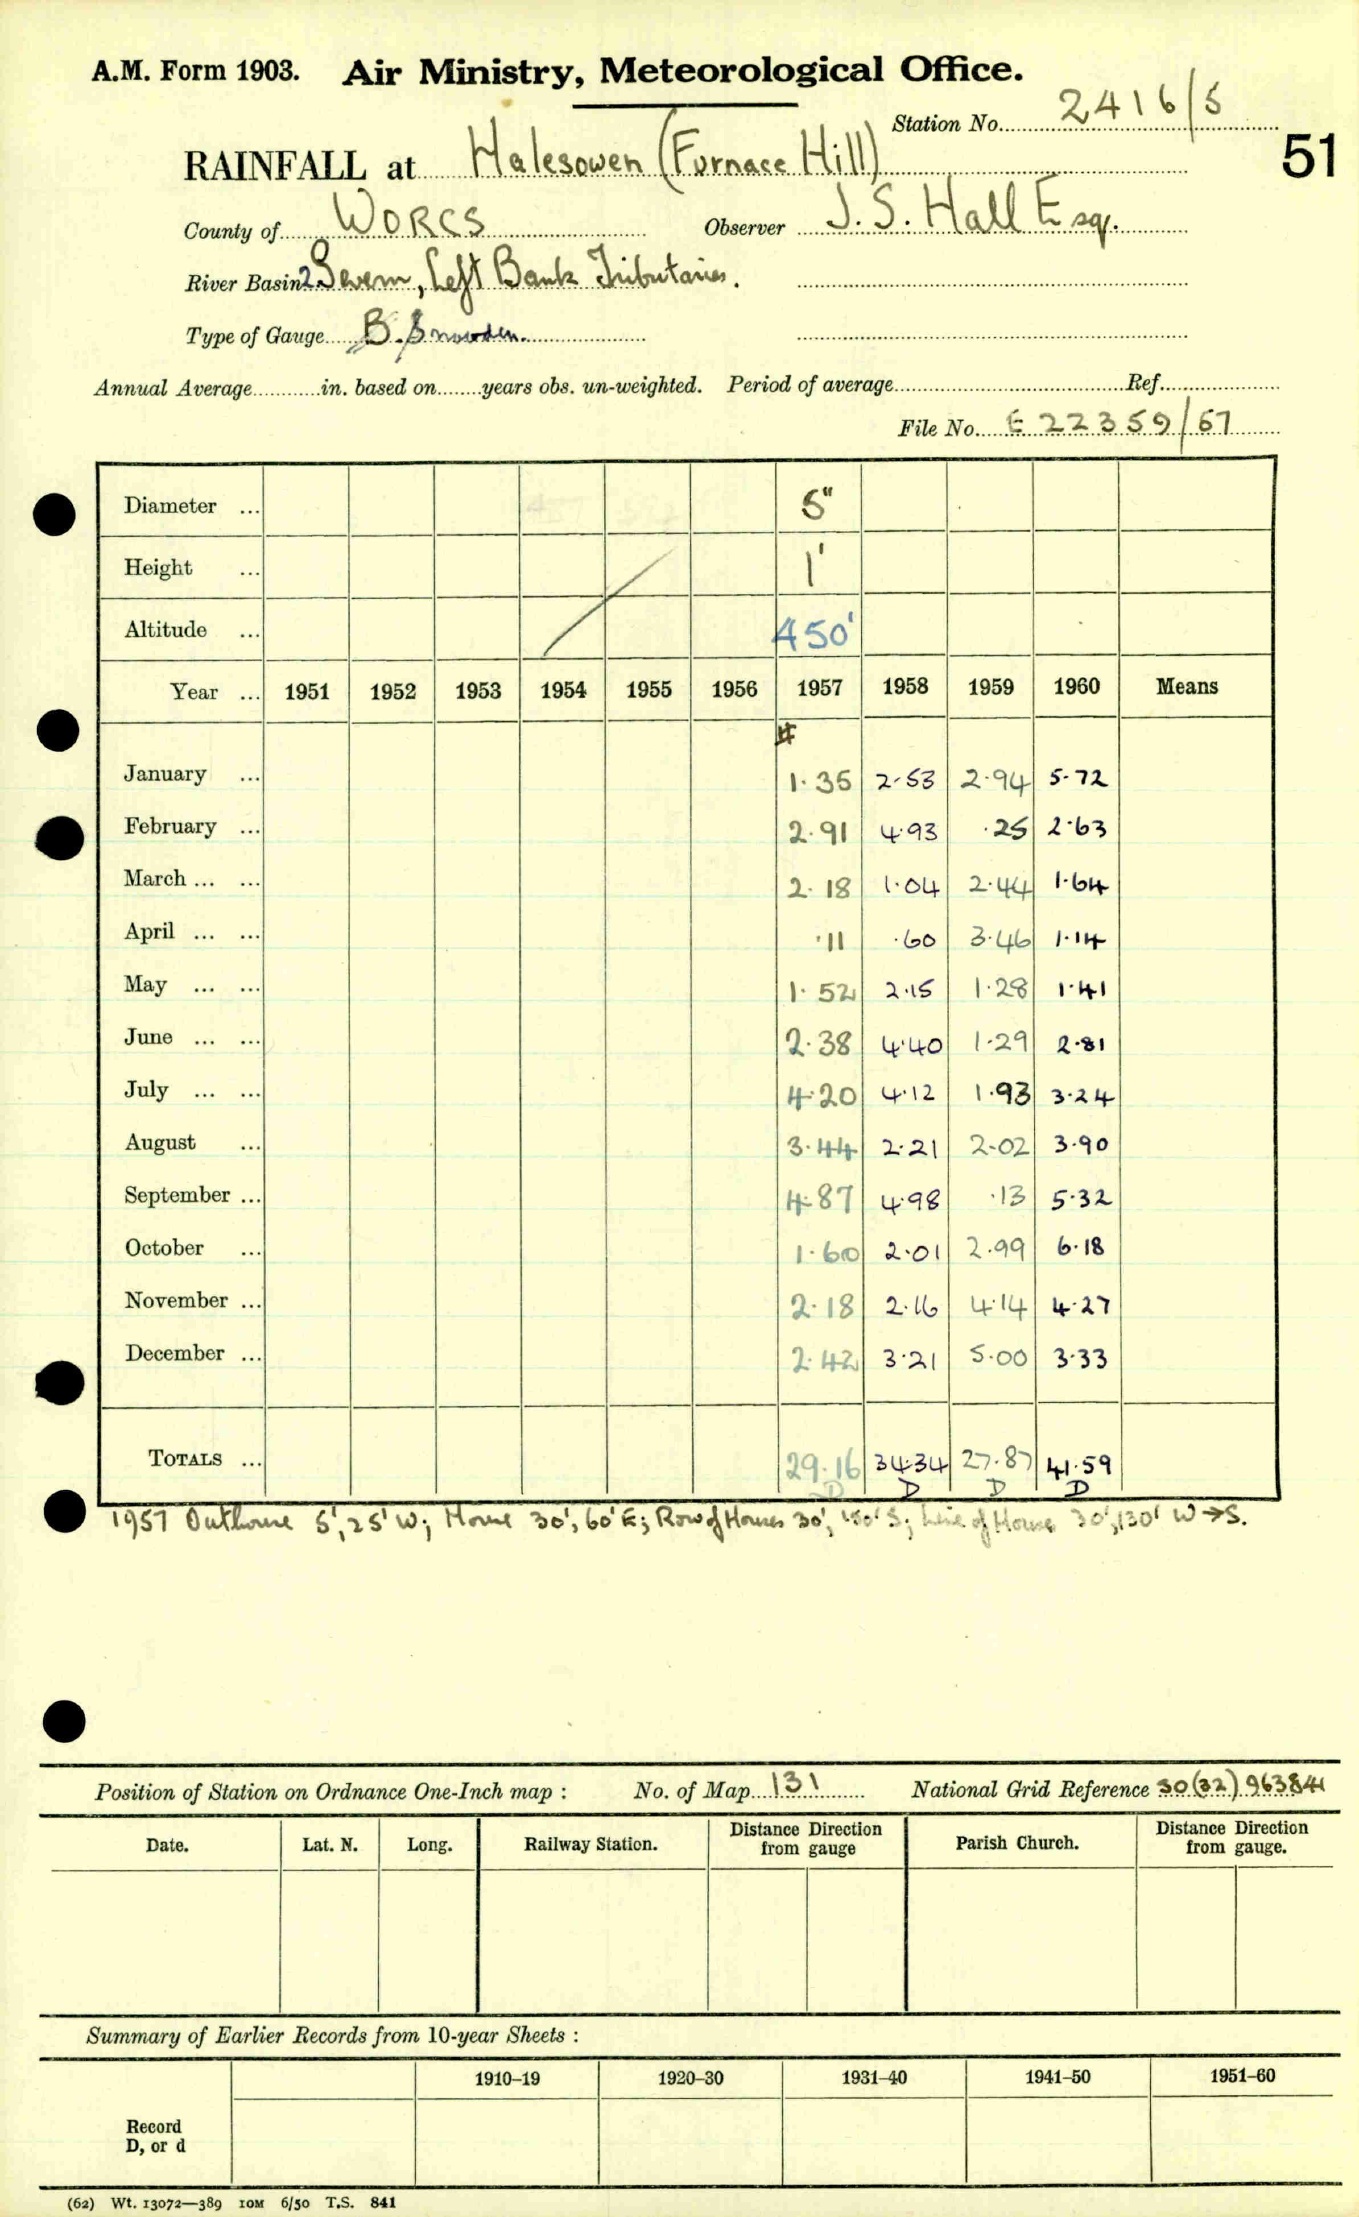 A.M. Form 1903. Air Ministry, Meteorological Office.
Station No. 2416/5
51
RAINFALL at Halesowen (Furnace Hill)
County of WORCS Observer J. S. Hall Esq.
River Basin 2 Severn, Left Bank Tributaries.
Type of Gauge B. Snowden.
Annual Average in. based on years obs. un-weighted. Period of average Ref.
File No. E 22359/57
Diameter ... 5"
Height ... 1'
Altitude ... 450'
Year ... 1951 1952 1953 1954 1955 1956 1957 1958 1959 1960 Means
#
January ... 1.35 2.53 2.94 5.72
February ... 2.91 4.93 .25 2.63
March ... ... 2.18 1.04 2.44 1.64
April ... ... .11 .60 3.46 1.14
May ... ... 1.52 2.15 1.28 1.41
June ... ... 2.38 4.40 1.29 2.81
July ... ... 4.20 4.12 1.93 3.24
August ... 3.44 2.21 2.02 3.90
September ... 4.87 4.98 .13 5.32
October ... 1.60 2.01 2.99 6.18
November ... 2.18 2.16 4.14 4.27
December ... 2.42 3.21 5.00 3.33
TOTALS ... 29.16 34.34 27.87 41.59
D D D D
1957 Outhouse 5', 25' W; House 30', 60' E; Row of Houses 30', 150' S; Line of House 30', 130' W→S.
Position of Station on Ordnance One-Inch map : No. of Map 131 National Grid Reference 30(32)963841
Date. Lat. N. Long. Railway Station. Distance Direction from gauge Parish Church. Distance Direction from gauge.
Summary of Earlier Records from 10-year Sheets :
1910–19 1920–30 1931–40 1941–50 1951–60
Record
D, or d
(62) Wt. 13072—389 10M 6/50 T.S. 841